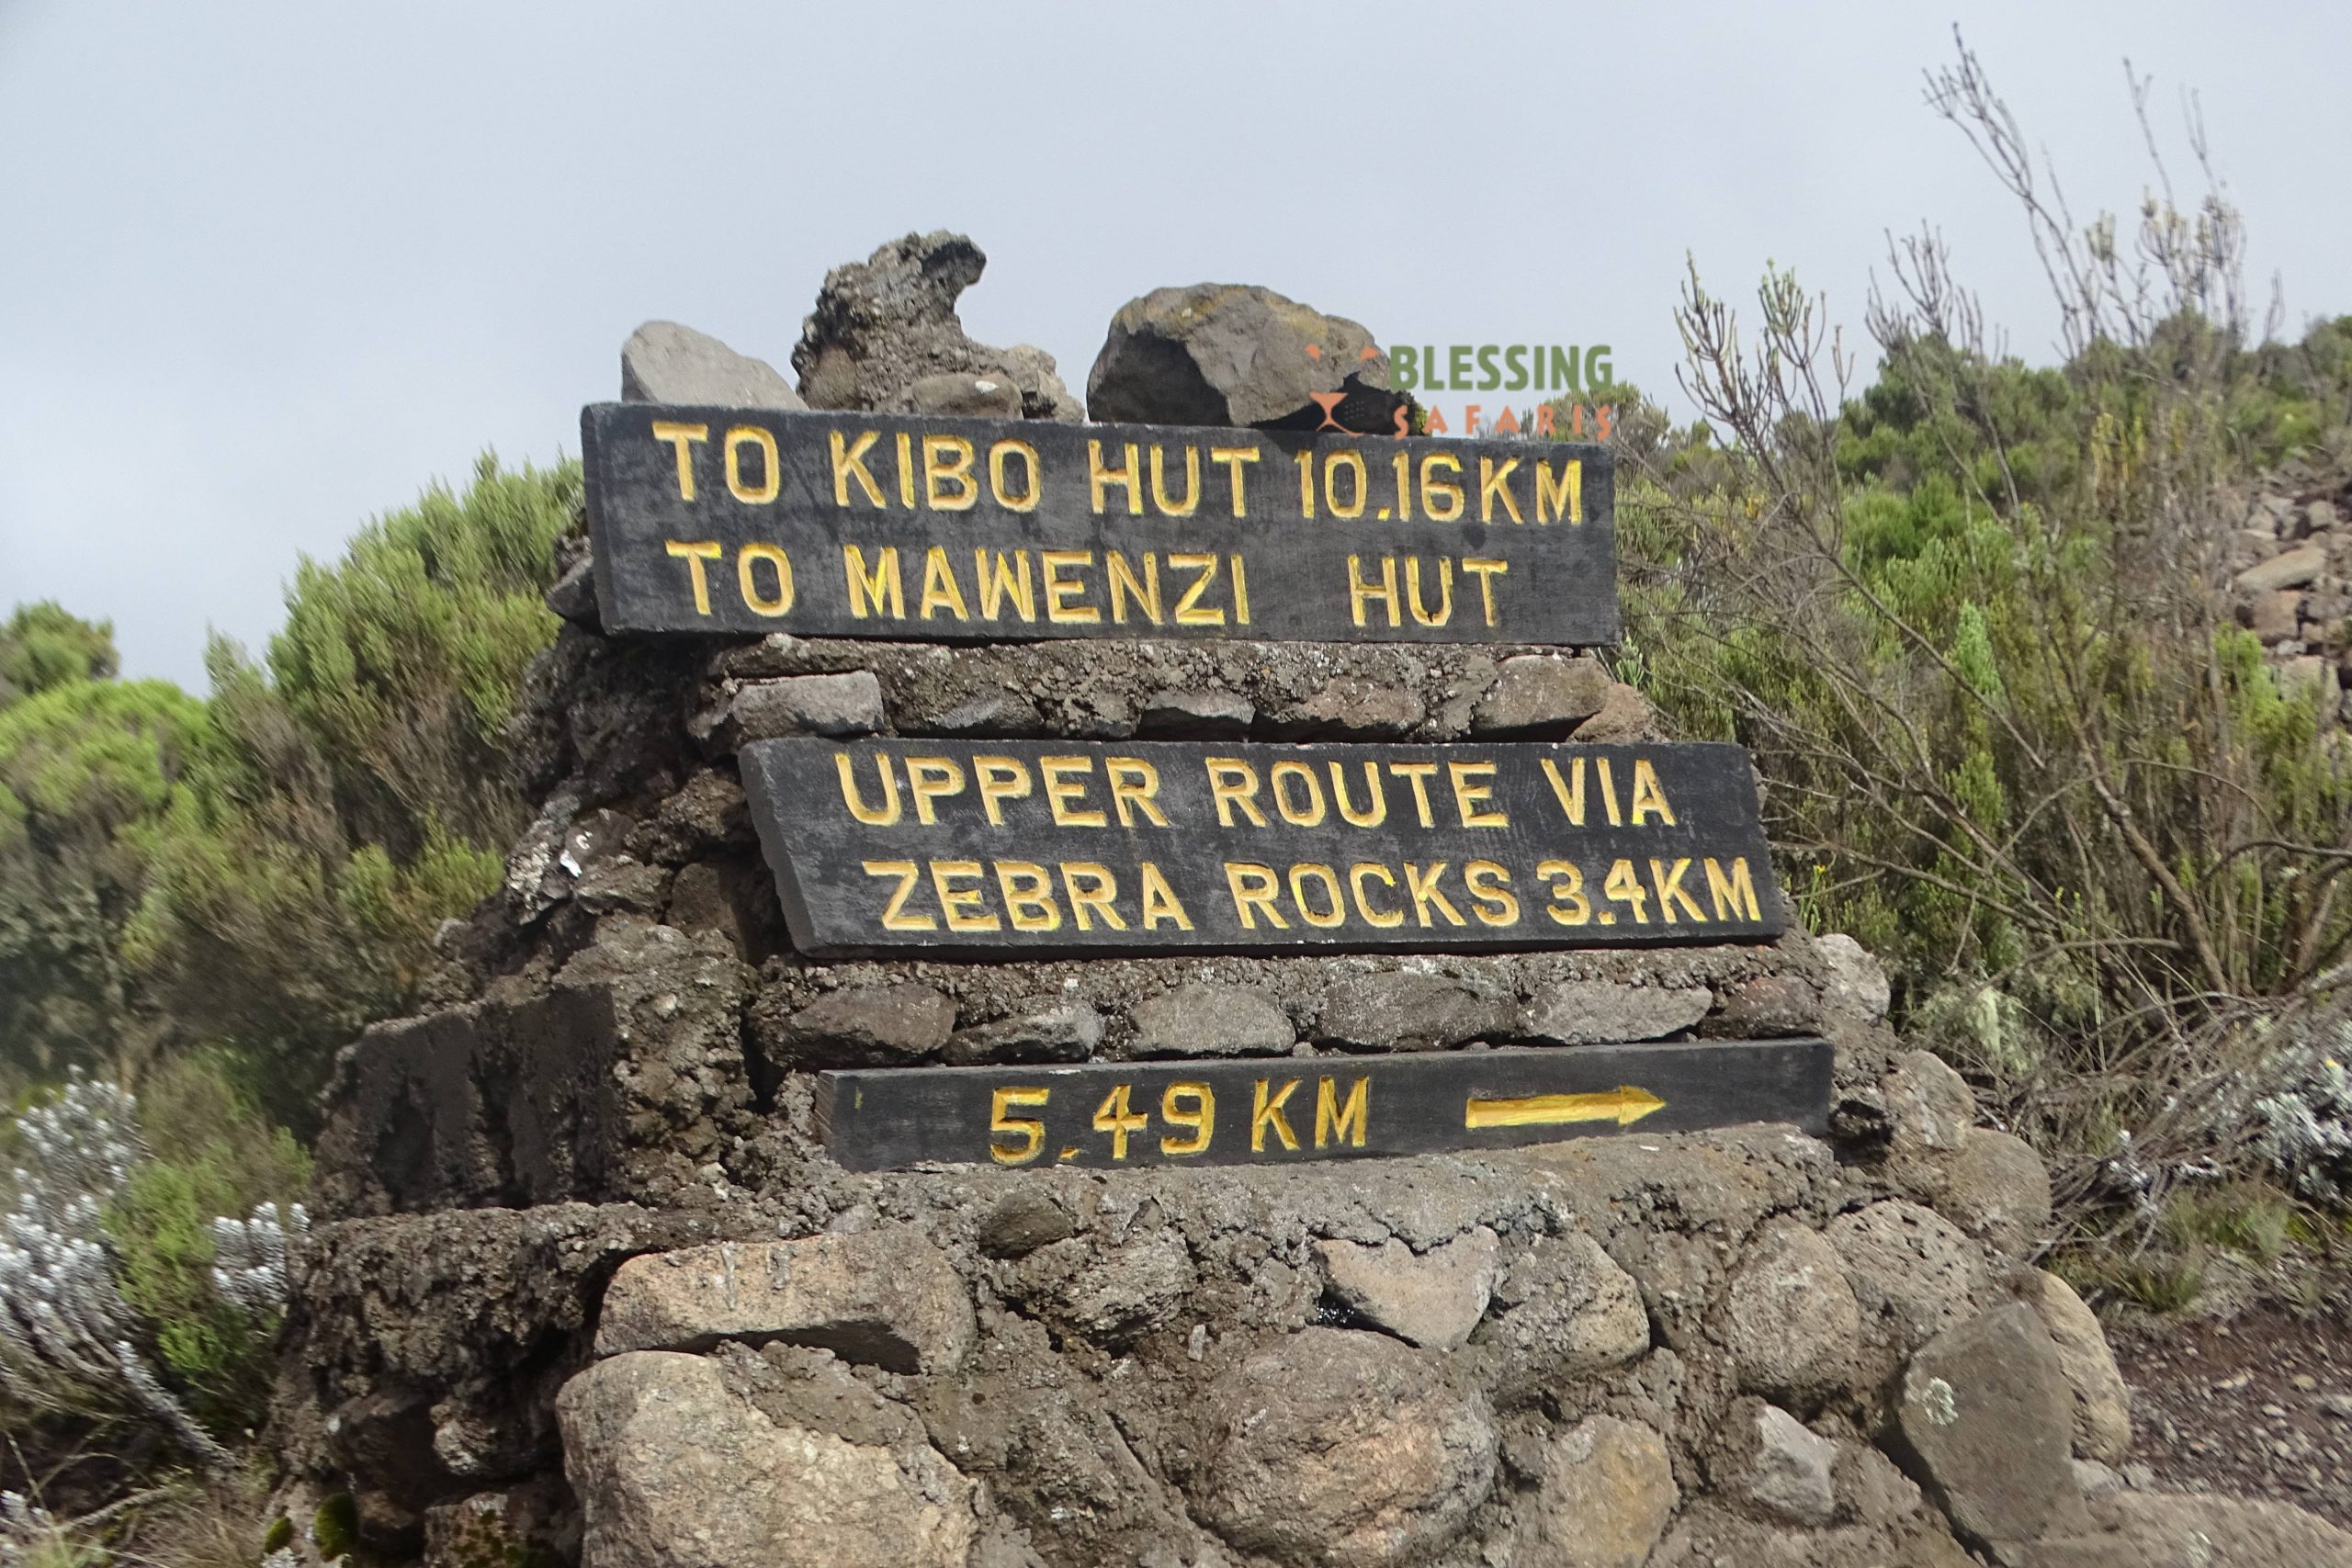 BLESSING
SAFARIS
TO KIBO HUT 10.16KM
TO MAWENZI HUT
UPPER ROUTE VIA
ZEBRA ROCKS 3.4KM
5.49 KM